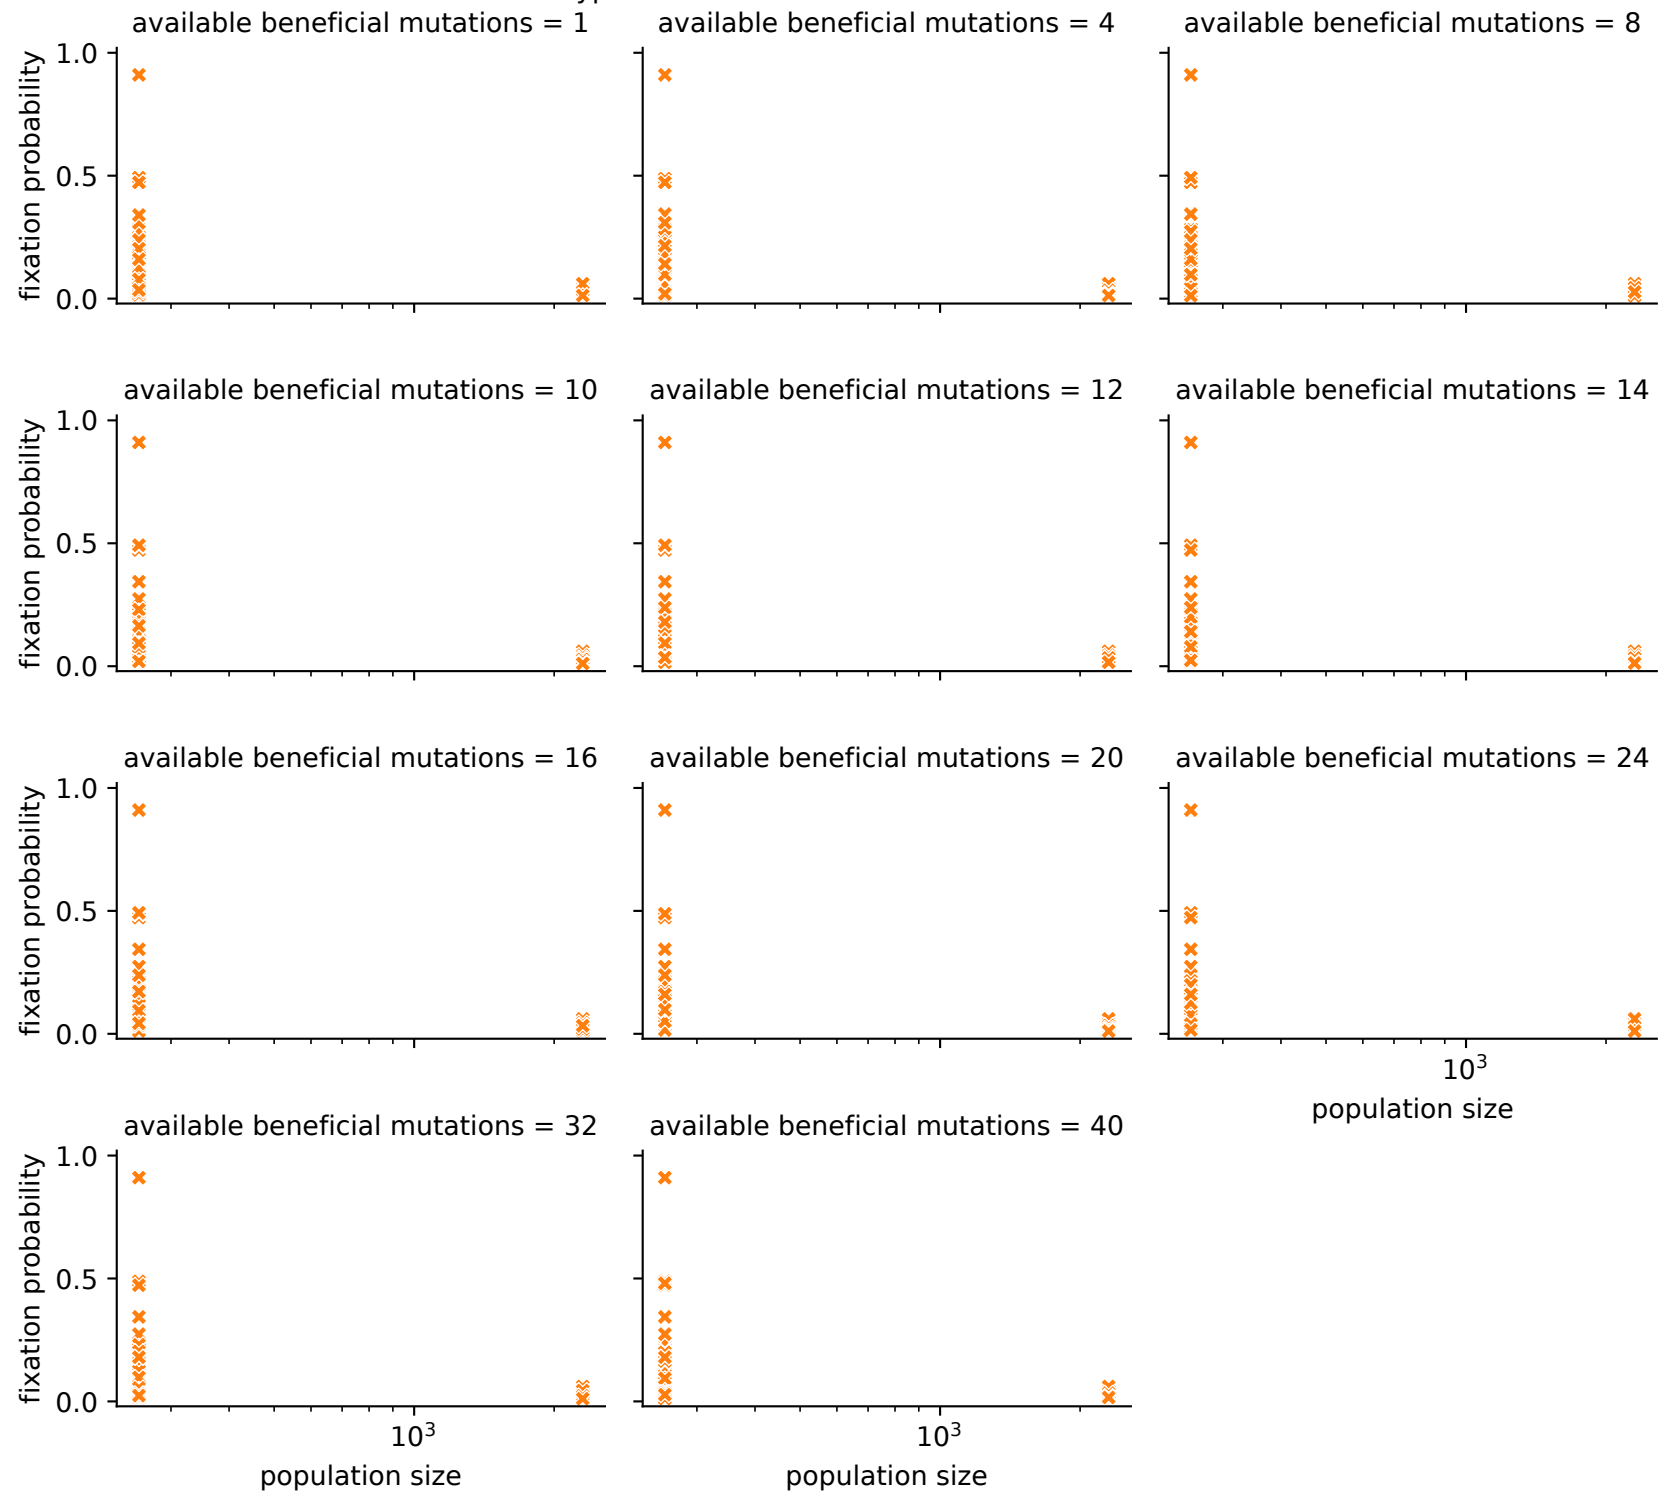 available beneficial mutations = 1
available beneficial mutations = 4
available beneficial mutations = 8
fixation probability
1.0
0.5
0.0
available beneficial mutations = 10
available beneficial mutations = 12
available beneficial mutations = 14
fixation probability
1.0
0.5
0.0
available beneficial mutations = 16
available beneficial mutations = 20
available beneficial mutations = 24
fixation probability
1.0
0.5
0.0
10³
population size
available beneficial mutations = 32
available beneficial mutations = 40
fixation probability
1.0
0.5
0.0
10³
10³
population size
population size